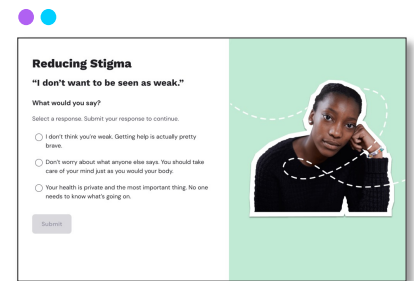 Reducing Stigma
“I don’t want to be seen as weak.”
What would you say?
Select a response. Submit your response to continue.
I don’t think you’re weak. Getting help is actually pretty
brave.
Don’t worry about what anyone else says. You should take
care of your mind just as you would your body.
Your health is private and the most important thing. No one
needs to know what’s going on.
Submit